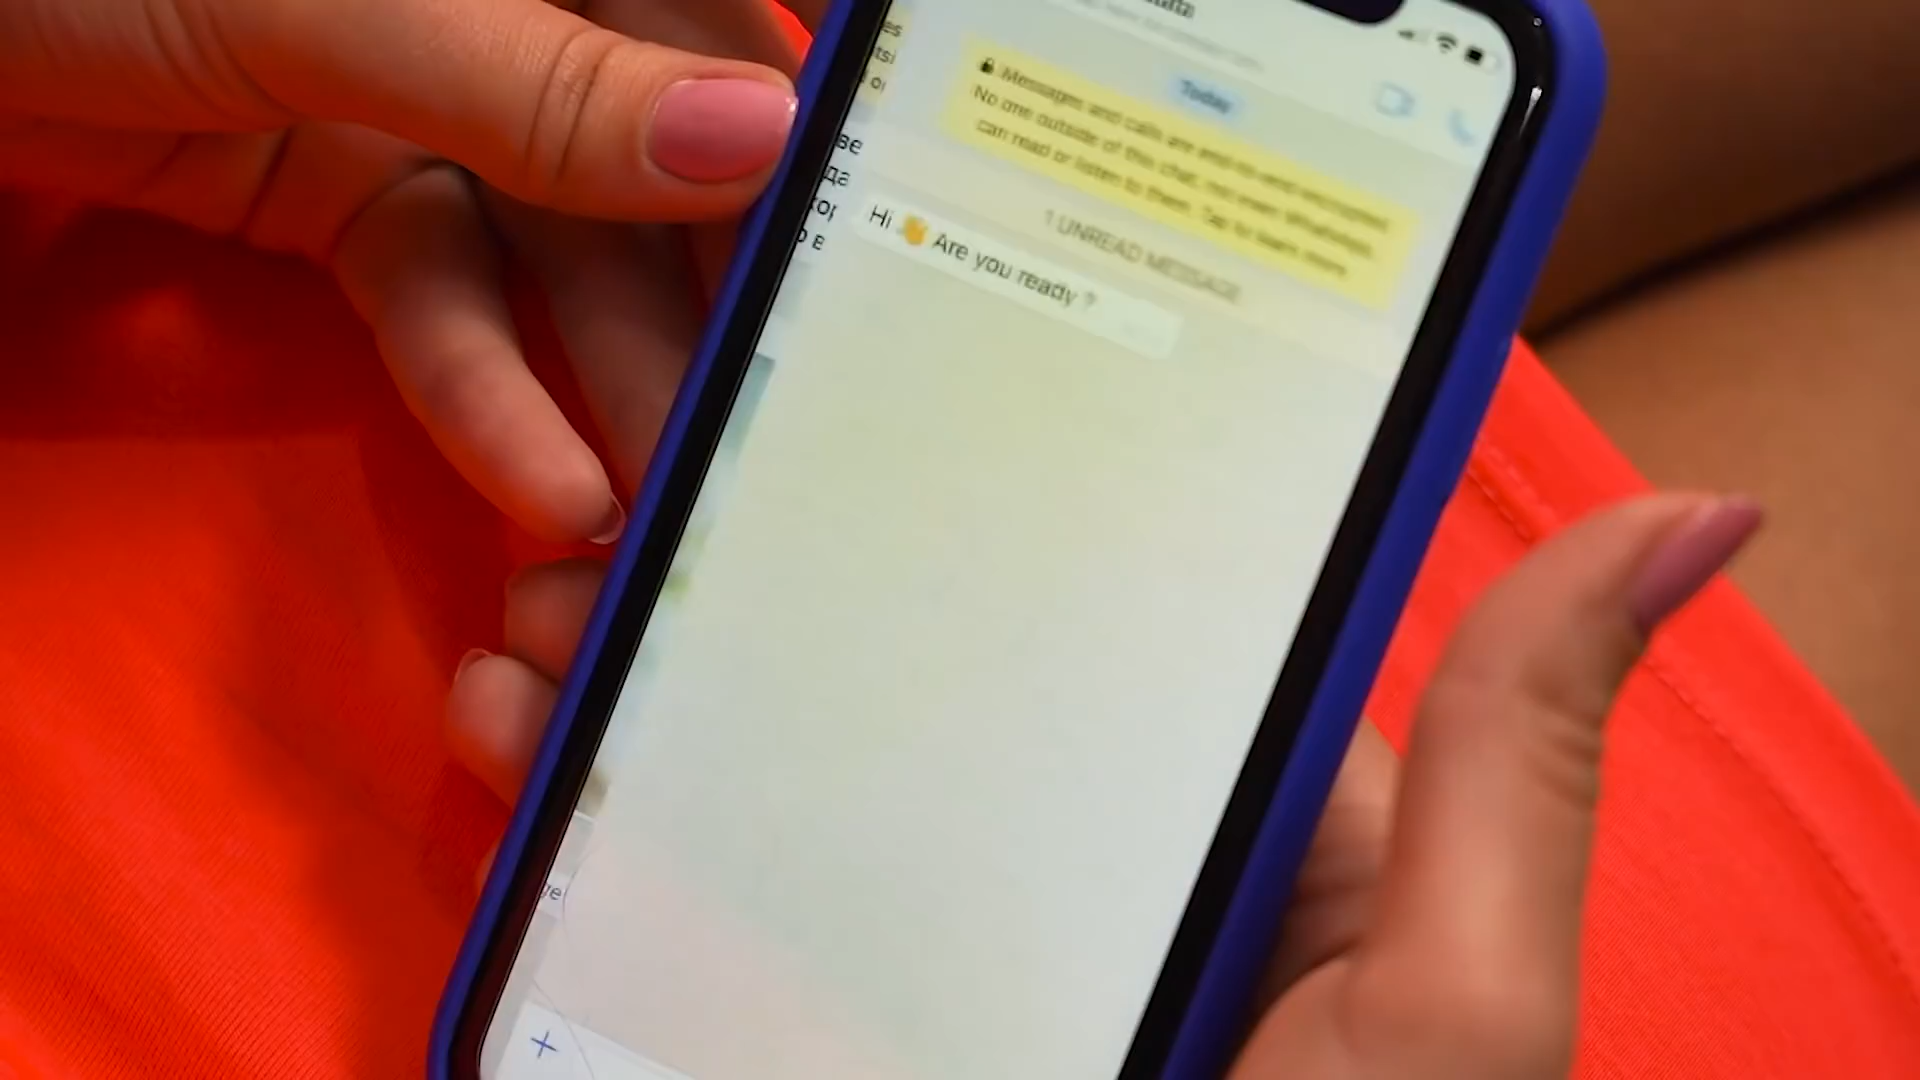 Today
🔒 Messages and calls are end-to-end encrypted.
No one outside of this chat, not even WhatsApp,
can read or listen to them. Tap to learn more.
1 UNREAD MESSAGE
Hi 👋 Are you ready ?